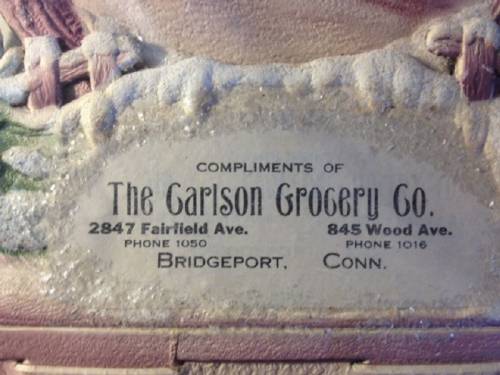 COMPLIMENTS OF
The Carlson Grocery Co.
2847 Fairfield Ave. 845 Wood Ave.
PHONE 1050 PHONE 1016
BRIDGEPORT, CONN.